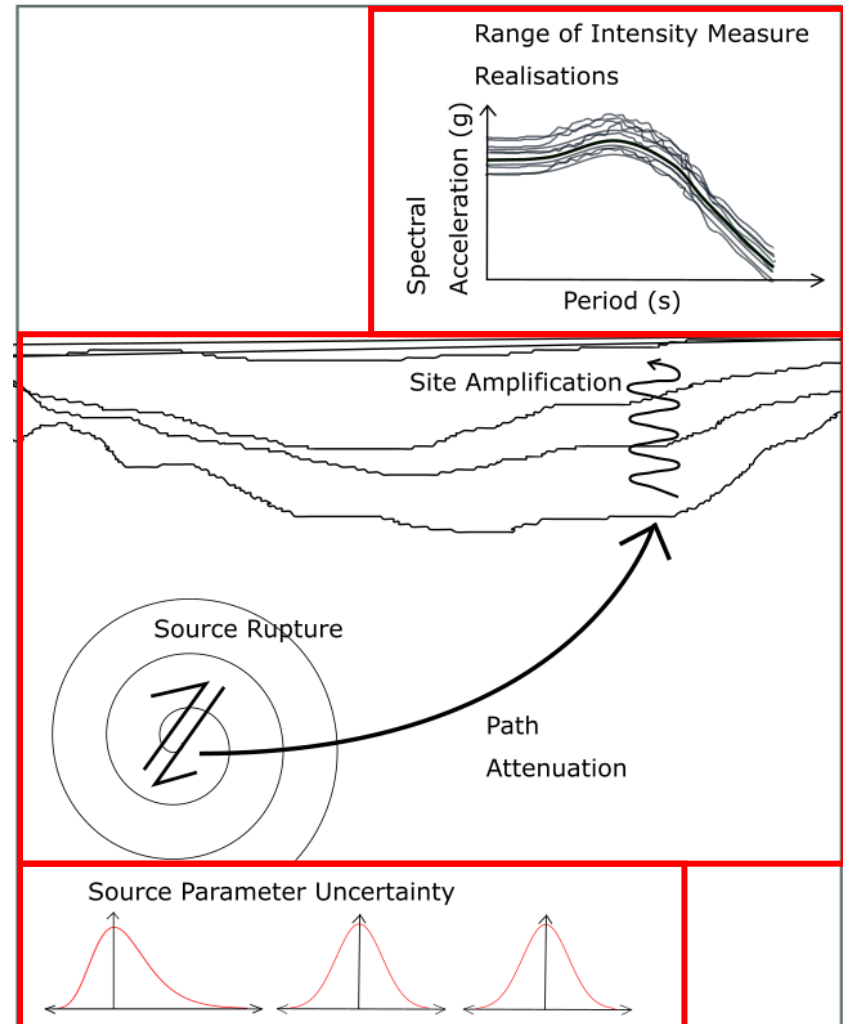 Range of Intensity Measure
Realisations
Spectral
Acceleration (g)
Period (s)
Site Amplification
Source Rupture
Path
Attenuation
Source Parameter Uncertainty